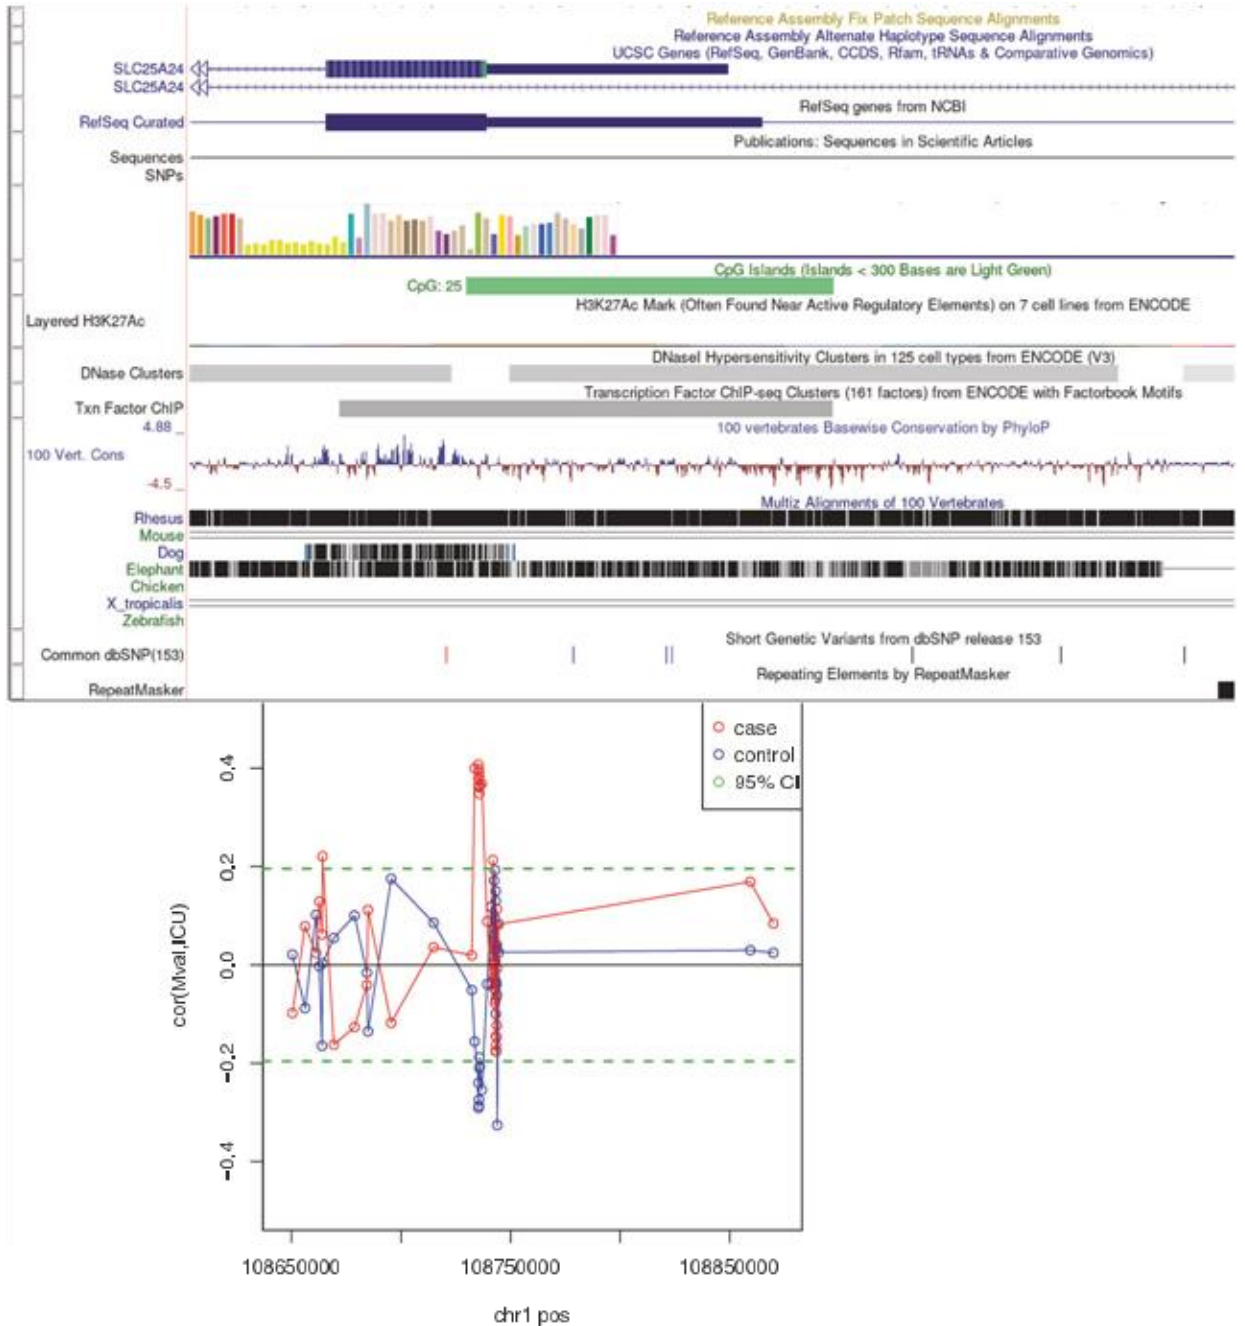 Reference Assembly Fix Patch Sequence Alignments
Reference Assembly Alternate Haplotype Sequence Alignments
UCSC Genes (RefSeq, GenBank, CCDS, Rfam, tRNAs & Comparative Genomics)
SLC25A24
SLC25A24
RefSeq genes from NCBI
RefSeq Curated
Publications: Sequences in Scientific Articles
Sequences
SNPs
CpG Islands (Islands < 300 Bases are Light Green)
CpG: 25
H3K27Ac Mark (Often Found Near Active Regulatory Elements) on 7 cell lines from ENCODE
Layered H3K27Ac
DNaseI Hypersensitivity Clusters in 125 cell types from ENCODE (V3)
DNase Clusters
Transcription Factor ChIP-seq Clusters (161 factors) from ENCODE with Factorbook Motifs
Txn Factor ChIP
4.88 _
100 vertebrates Basewise Conservation by PhyloP
100 Vert. Cons
-4.5 _
Multiz Alignments of 100 Vertebrates
Rhesus
Mouse
Dog
Elephant
Chicken
X_tropicalis
Zebrafish
Short Genetic Variants from dbSNP release 153
Common dbSNP(153)
Repeating Elements by RepeatMasker
RepeatMasker
case
control
95% CI
0.4
0.2
0.0
-0.2
-0.4
cor(Mval,ICU)
108650000 108750000 108850000
chr1 pos